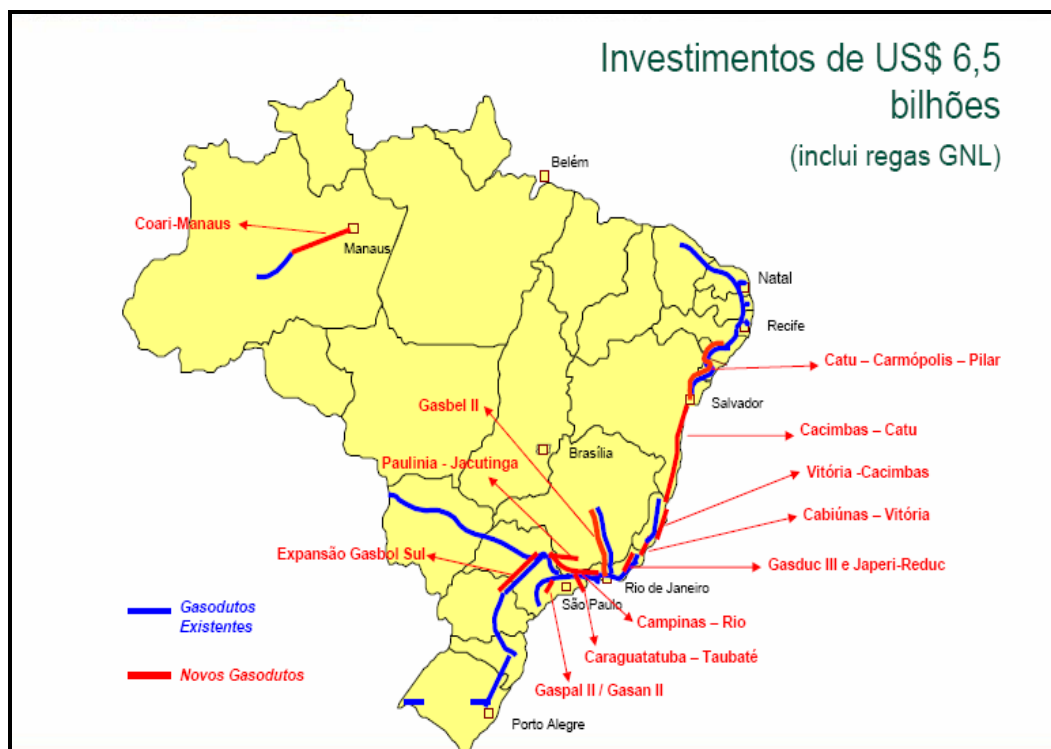 Investimentos de US$ 6,5
bilhões
(inclui regas GNL)
Belém
Coari-Manaus
Manaus
Natal
Recife
Catu – Carmópolis – Pilar
Gasbel II
Salvador
Cacimbas – Catu
Brasília
Paulinia - Jacutinga
Vitória -Cacimbas
Cabiúnas – Vitória
Expansão Gasbol Sul
Gasduc III e Japeri-Reduc
Rio de Janeiro
São Paulo
Gasodutos
Existentes
Campinas – Rio
Caraguatatuba – Taubaté
Novos Gasodutos
Gaspal II / Gasan II
Porto Alegre